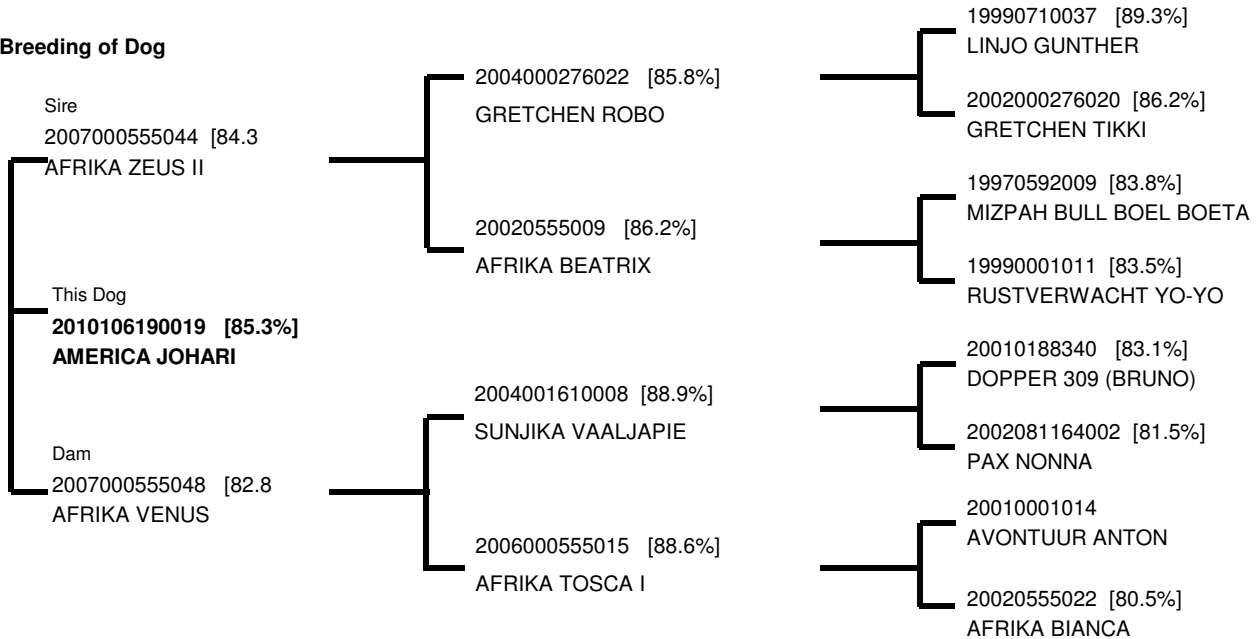 Breeding of Dog
Sire
2007000555044 [84.3
AFRIKA ZEUS II
This Dog
2010106190019 [85.3%]
AMERICA JOHARI
Dam
2007000555048 [82.8
AFRIKA VENUS
2004000276022 [85.8%]
GRETCHEN ROBO
20020555009 [86.2%]
AFRIKA BEATRIX
2004001610008 [88.9%]
SUNJIKA VAALJAPIE
2006000555015 [88.6%]
AFRIKA TOSCA I
19990710037 [89.3%]
LINJO GUNTHER
2002000276020 [86.2%]
GRETCHEN TIKKI
19970592009 [83.8%]
MIZPAH BULL BOEL BOETA
19990001011 [83.5%]
RUSTVERWACHT YO-YO
20010188340 [83.1%]
DOPPER 309 (BRUNO)
2002081164002 [81.5%]
PAX NONNA
20010001014
AVONTUUR ANTON
20020555022 [80.5%]
AFRIKA BIANCA